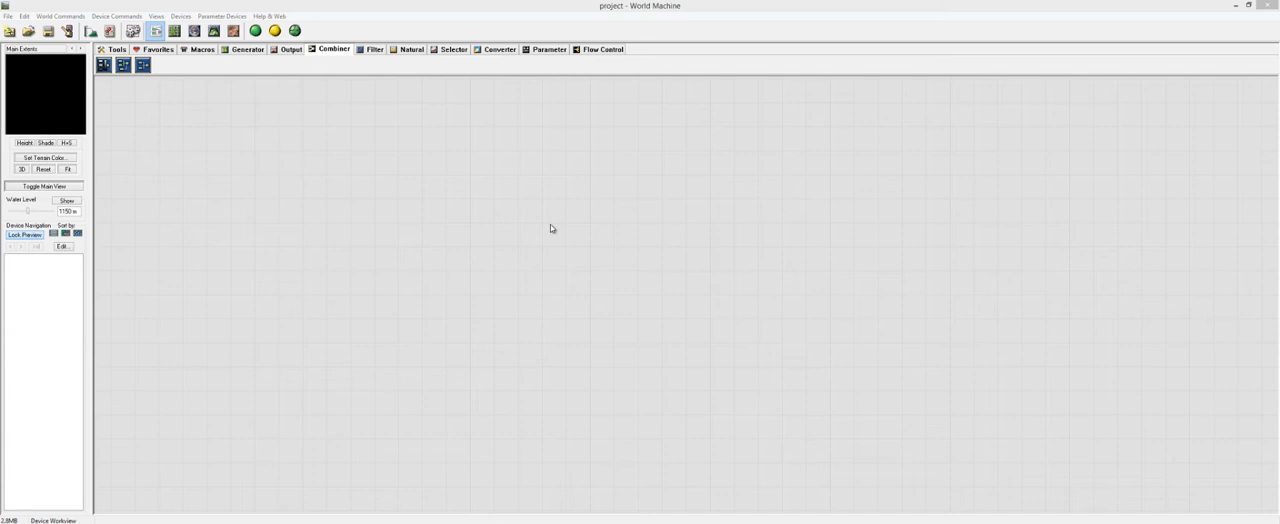 project - World Machine
File Edit World Commands Device Commands Views Devices Parameter Devices Help & Web
Main Extents
Tools Favorites Macros Generator Output Combiner Filter Natural Selector Converter Parameter Flow Control
Height Shade H+S
Set Terrain Color...
3D Reset Fit
Toggle Main View
Water Level Show
1150 m
Device Navigation Sort by:
Lock Preview
Edit...
2.8MB Device Workview